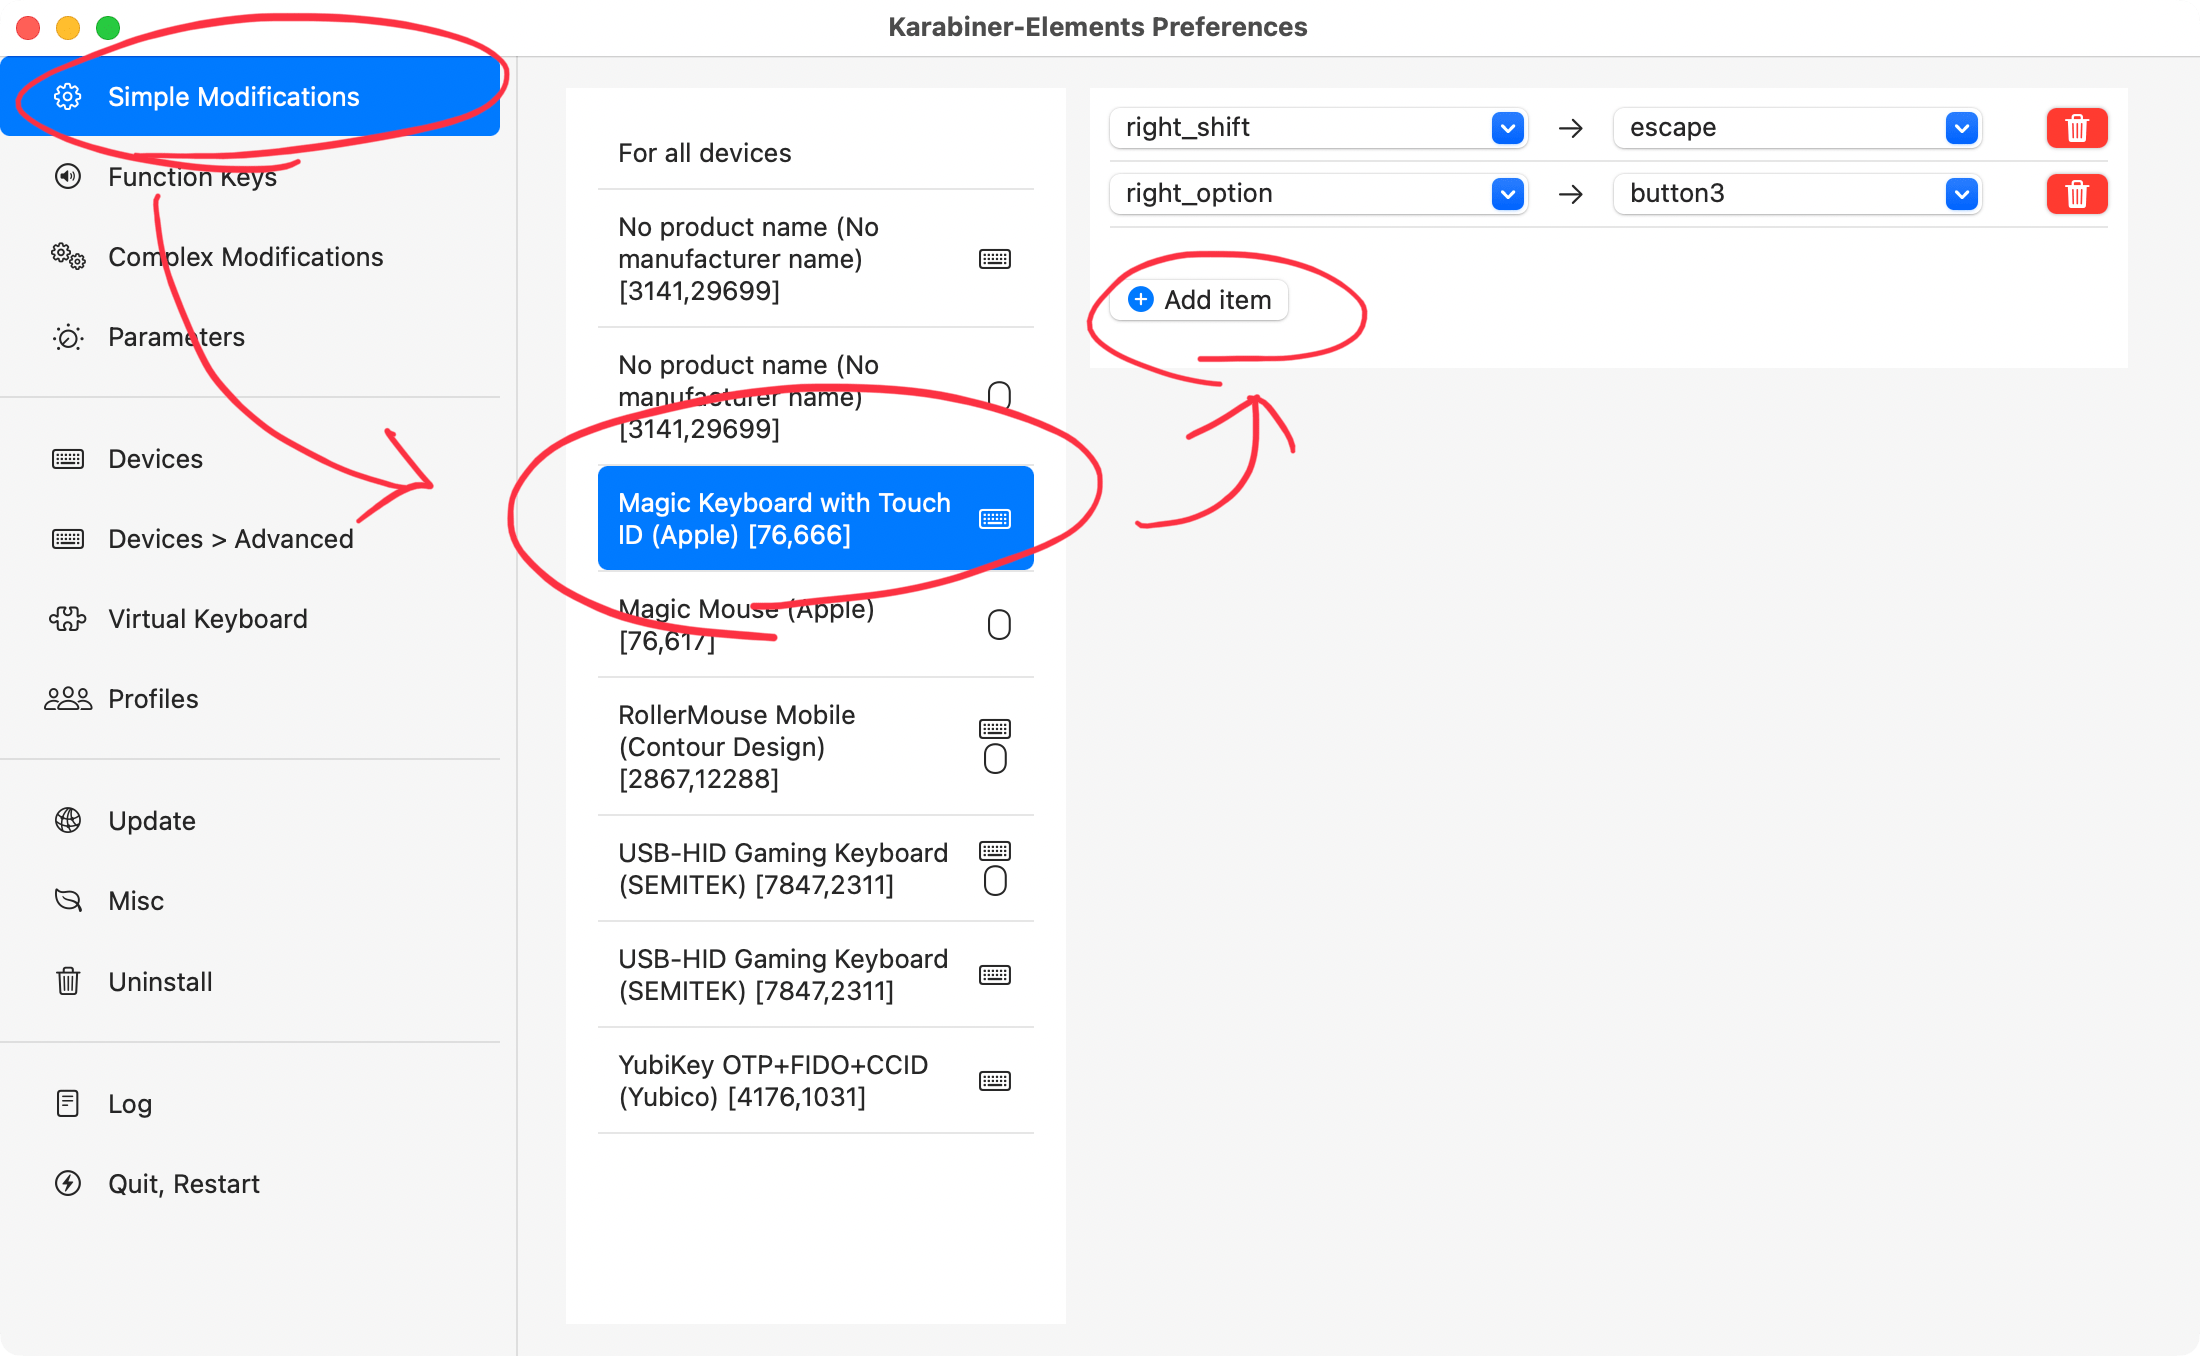 Karabiner-Elements Preferences
Simple Modifications
Function Keys
Complex Modifications
Parameters
Devices
Devices > Advanced
Virtual Keyboard
Profiles
Update
Misc
Uninstall
Log
Quit, Restart
For all devices
No product name (No
manufacturer name)
[3141,29699]
No product name (No
manufacturer name)
[3141,29699]
Magic Keyboard with Touch
ID (Apple) [76,666]
Magic Mouse (Apple)
[76,617]
RollerMouse Mobile
(Contour Design)
[2867,12288]
USB-HID Gaming Keyboard
(SEMITEK) [7847,2311]
USB-HID Gaming Keyboard
(SEMITEK) [7847,2311]
YubiKey OTP+FIDO+CCID
(Yubico) [4176,1031]
right_shift → escape
right_option → button3
Add item